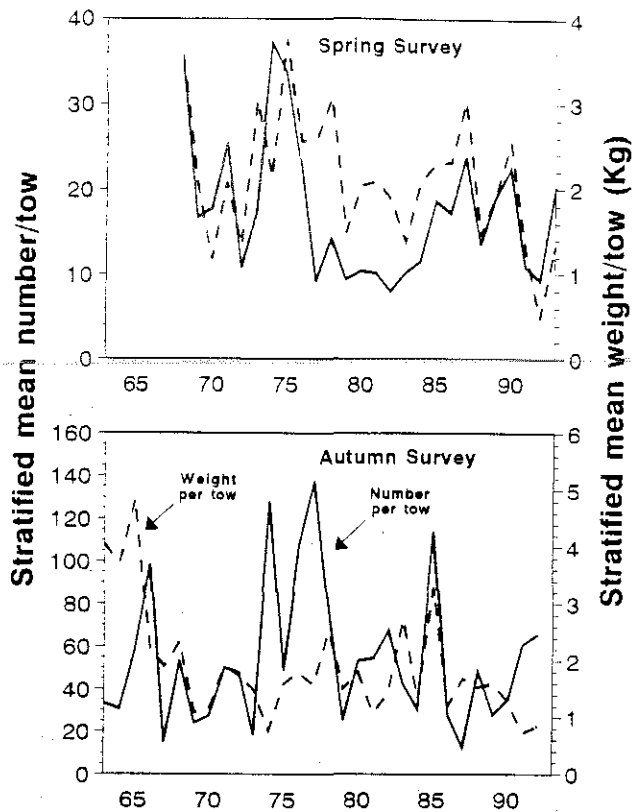 Stratified mean number/tow
Stratified mean weight/tow (Kg)
Spring Survey
40
30
20
10
0
4
3
2
1
0
65 70 75 80 85 90
Autumn Survey
Weight
per tow
Number
per tow
160
140
120
100
80
60
40
20
0
6
5
4
3
2
1
0
65 70 75 80 85 90